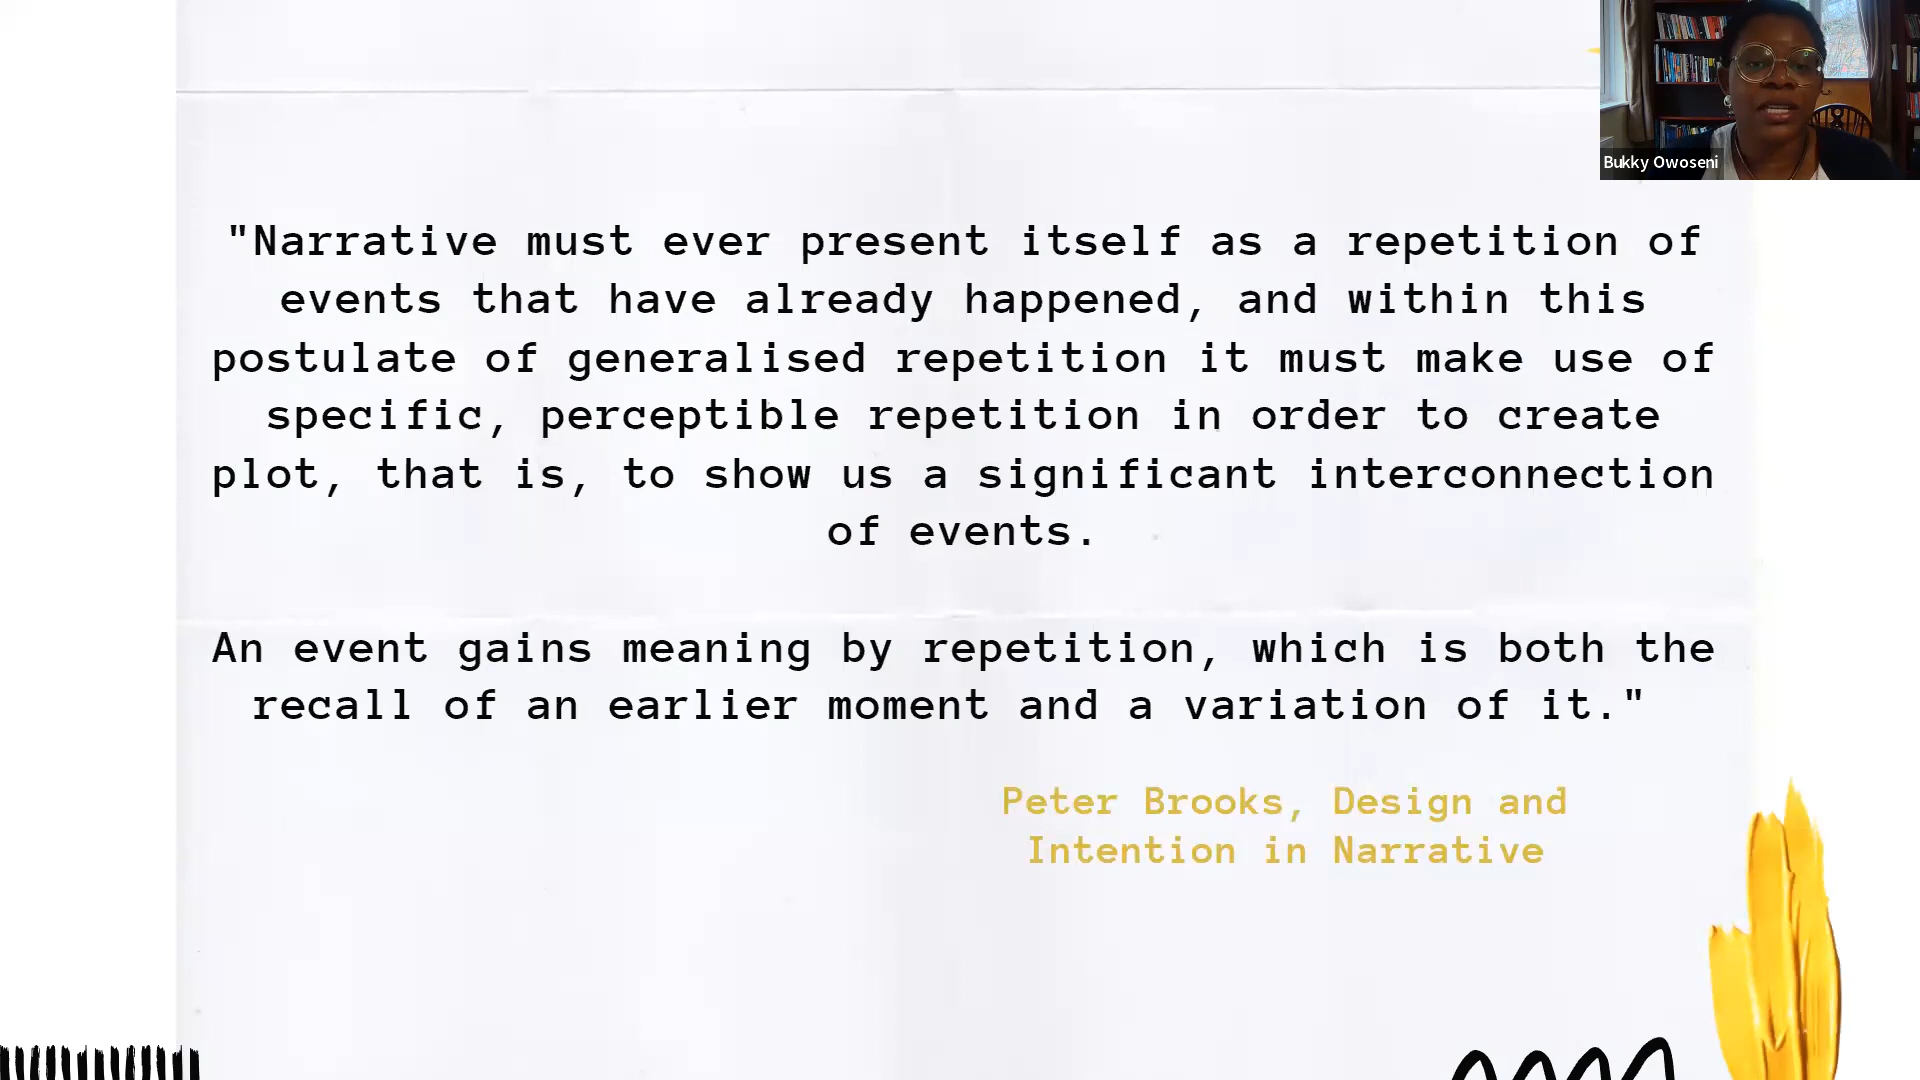 Bukky Owoseni
"Narrative must ever present itself as a repetition of
events that have already happened, and within this
postulate of generalised repetition it must make use of
specific, perceptible repetition in order to create
plot, that is, to show us a significant interconnection
of events.
An event gains meaning by repetition, which is both the
recall of an earlier moment and a variation of it."
Peter Brooks, Design and
Intention in Narrative